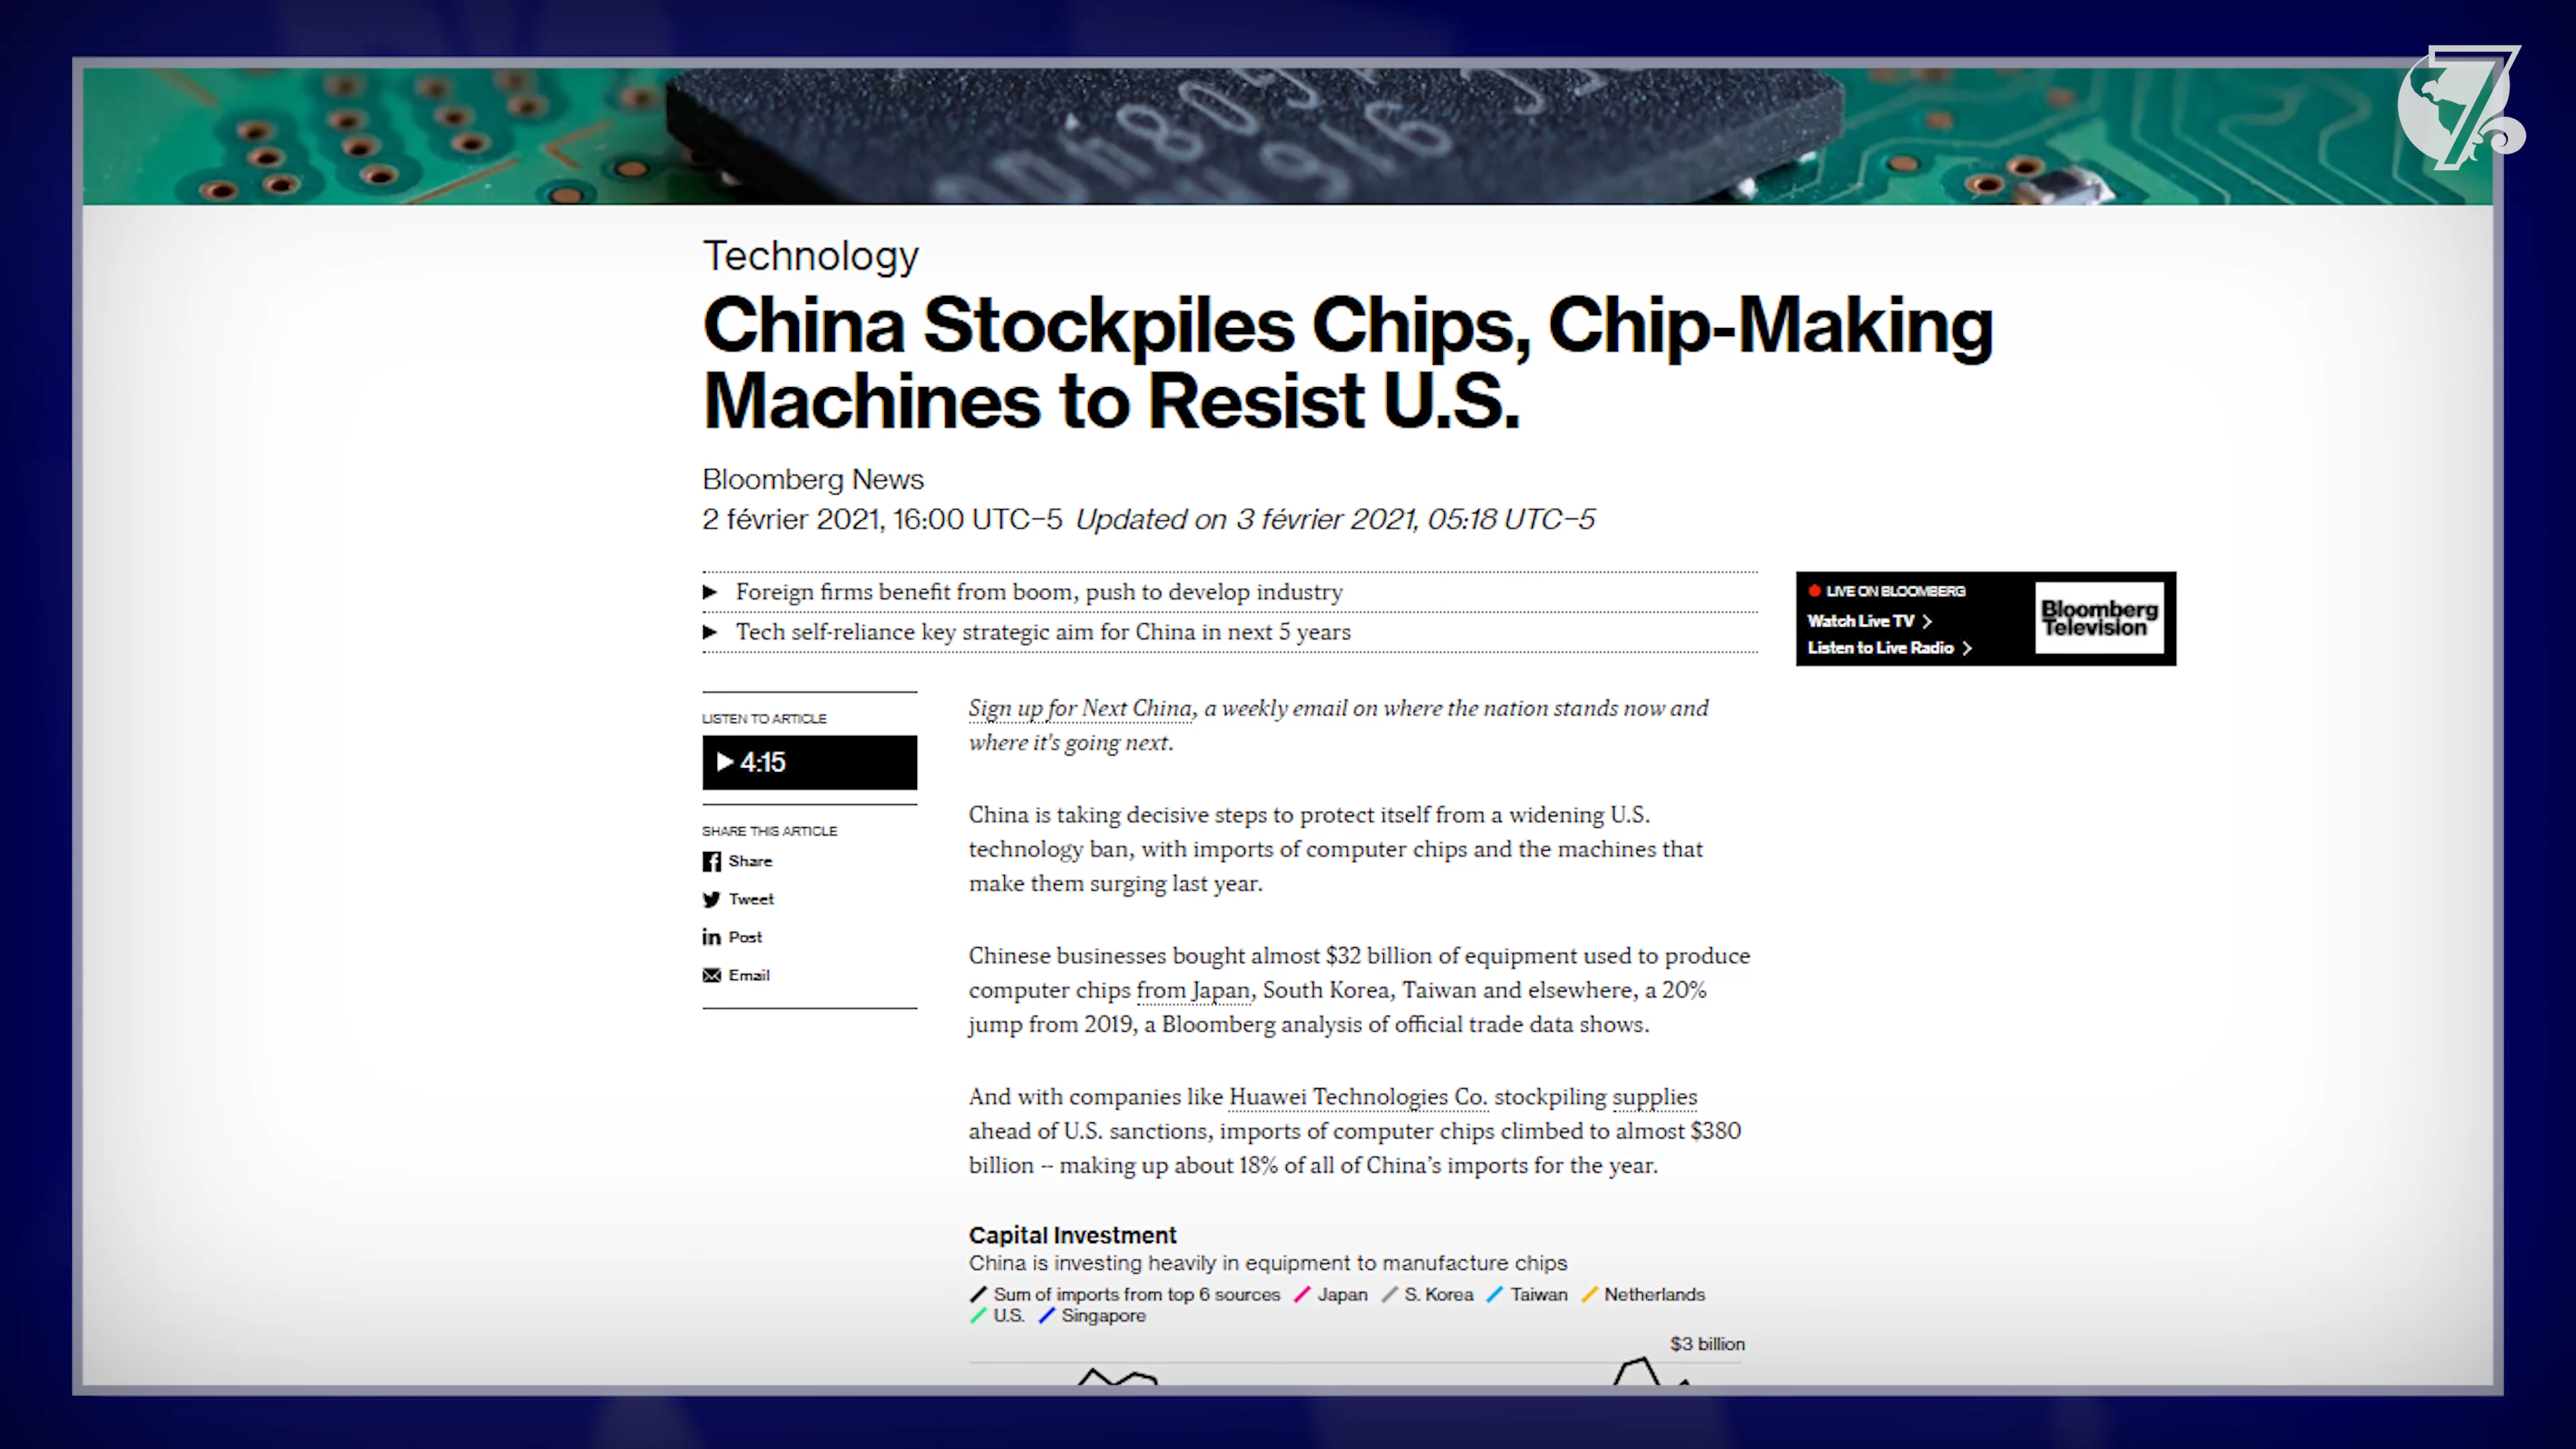 Technology
China Stockpiles Chips, Chip-Making
Machines to Resist U.S.
Bloomberg News
2 février 2021, 16:00 UTC−5 Updated on 3 février 2021, 05:18 UTC−5
▶ Foreign firms benefit from boom, push to develop industry
▶ Tech self-reliance key strategic aim for China in next 5 years
LIVE ON BLOOMBERG
Watch Live TV >
Listen to Live Radio >
Bloomberg
Television
LISTEN TO ARTICLE
▶ 4:15
SHARE THIS ARTICLE
Share
Tweet
in Post
Email
Sign up for Next China, a weekly email on where the nation stands now and
where it's going next.
China is taking decisive steps to protect itself from a widening U.S.
technology ban, with imports of computer chips and the machines that
make them surging last year.
Chinese businesses bought almost $32 billion of equipment used to produce
computer chips from Japan, South Korea, Taiwan and elsewhere, a 20%
jump from 2019, a Bloomberg analysis of official trade data shows.
And with companies like Huawei Technologies Co. stockpiling supplies
ahead of U.S. sanctions, imports of computer chips climbed to almost $380
billion -- making up about 18% of all of China’s imports for the year.
Capital Investment
China is investing heavily in equipment to manufacture chips
Sum of imports from top 6 sources Japan S. Korea Taiwan Netherlands
U.S. Singapore
$3 billion
7